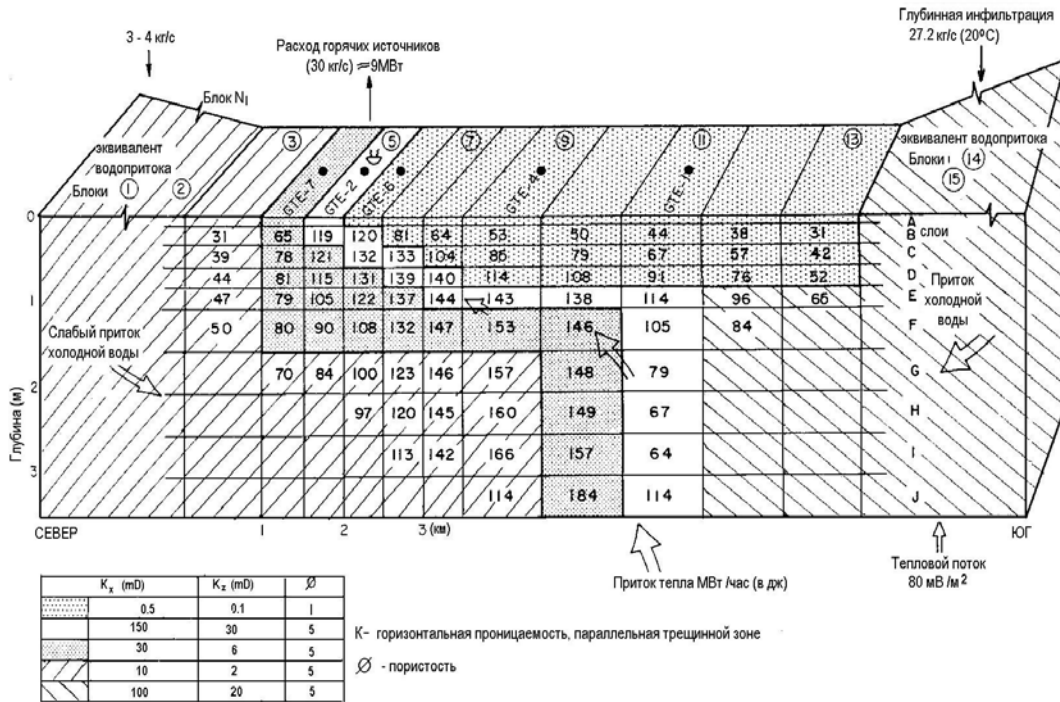 3 - 4 кг/с
Расход горячих источников
(30 кг/с) ≈9МВт
Глубинная инфильтрация
27.2 кг/с (20ºС)
Блок N₁
эквивалент
водопритока
Блоки ① ②
③ ⑤ ⑦ ⑨ ⑪ ⑬
эквивалент водопритока
Блоки ⑭
⑮
GTE-7 GTE-2 GTE-6 GTE-4 GTE-1
0
A
31 65 119 120 81 64 53 50 44 38 31 B слои
39 78 121 132 133 104 86 79 67 57 42 C
44 81 115 131 139 140 114 108 91 76 52 D
1 47 79 105 122 137 144 143 138 114 96 65 E
50 80 90 108 132 147 153 146 105 84 F
70 84 100 123 146 157 148 79 G
2 97 120 145 160 149 67 H
113 142 166 157 64 I
3 114 184 114 J
Слабый приток
холодной воды
Приток
холодной
воды
Глубина (м)
СЕВЕР 1 2 3 (км) ЮГ
Приток тепла МВт /час (в дж)
Тепловой поток
80 мВ /м²
Kₓ (mD) K_z (mD) Ø
0.5 0.1 1
150 30 5
30 6 5
10 2 5
100 20 5
К– горизонтальная проницаемость, параллельная трещинной зоне
Ø - пористость